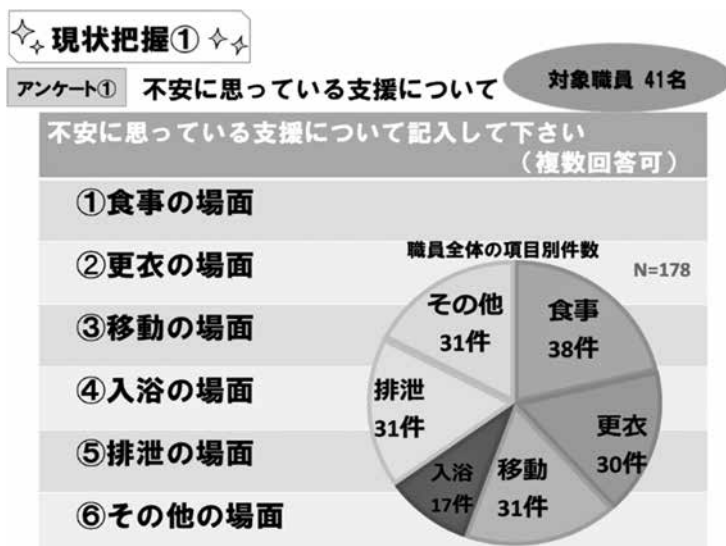 現状把握①
アンケート①
不安に思っている支援について
対象職員 41名
不安に思っている支援について記入して下さい
（複数回答可）
①食事の場面
②更衣の場面
③移動の場面
④入浴の場面
⑤排泄の場面
⑥その他の場面
職員全体の項目別件数
N=178
食事
38件
更衣
30件
移動
31件
入浴
17件
排泄
31件
その他
31件